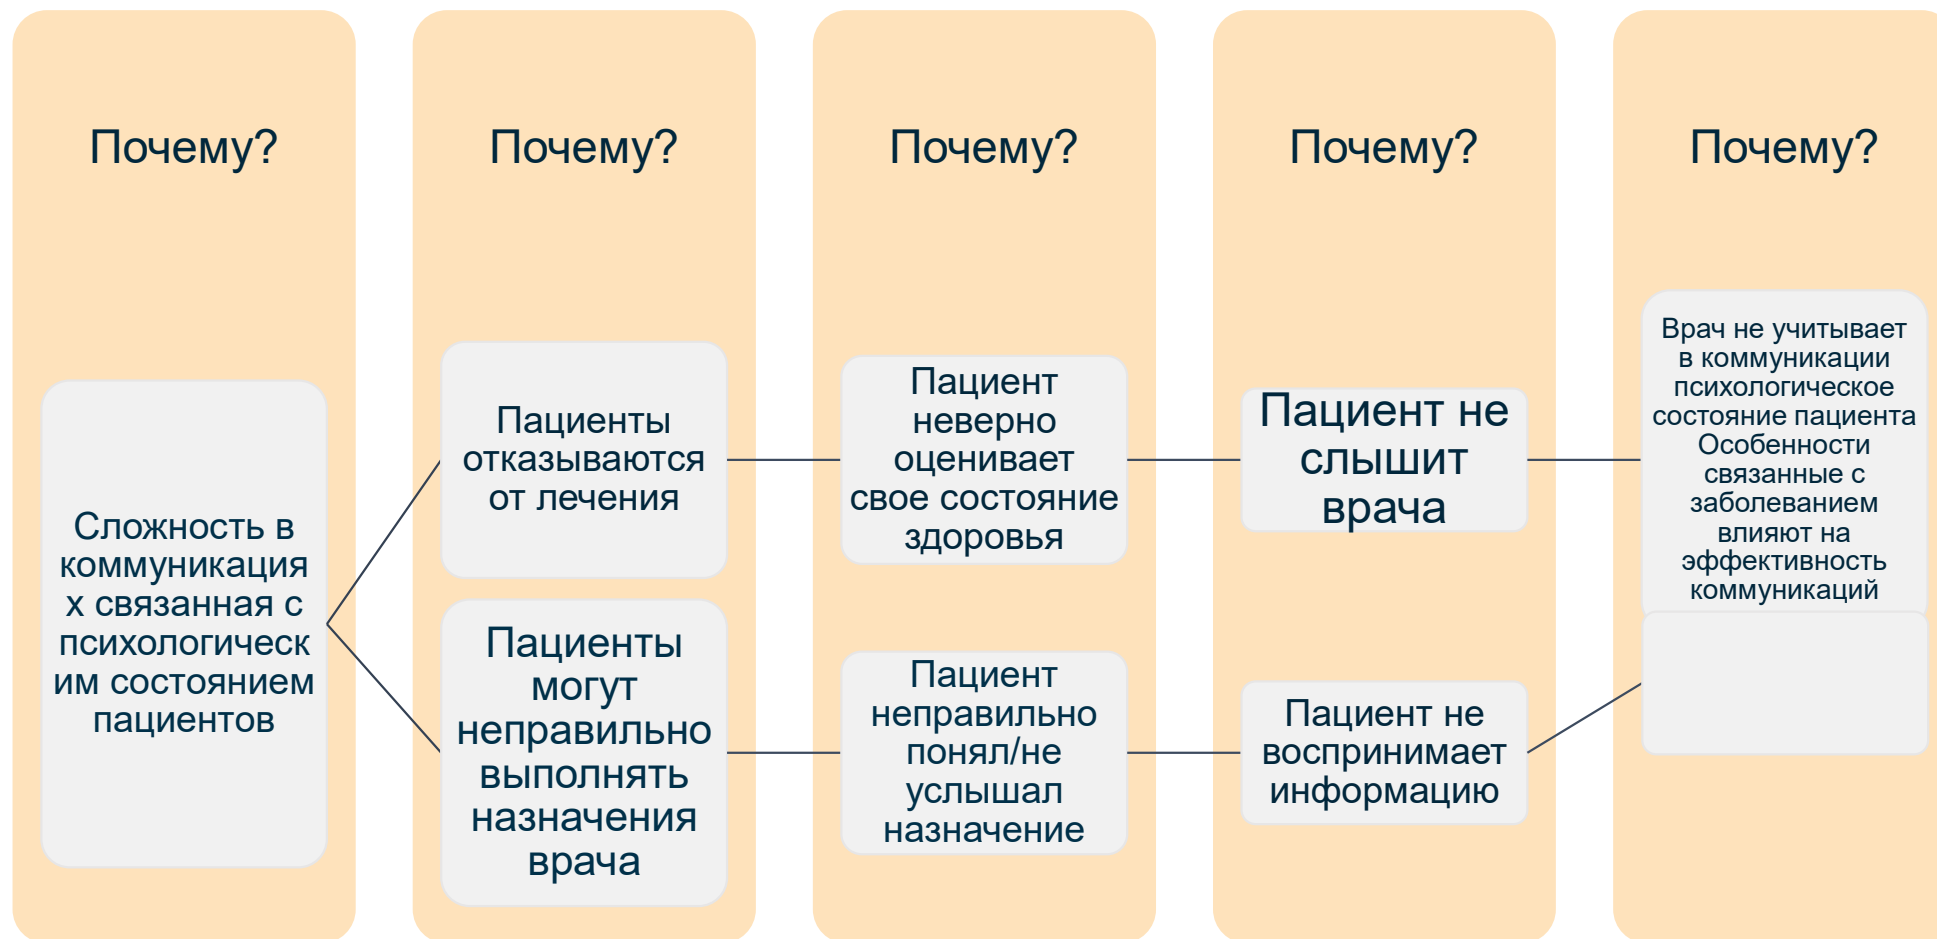 Почему?
Почему?
Почему?
Почему?
Почему?
Сложность в
коммуникация
х связанная с
психологическ
им состоянием
пациентов
Пациенты
отказываются
от лечения
Пациенты
могут
неправильно
выполнять
назначения
врача
Пациент
неверно
оценивает
свое состояние
здоровья
Пациент
неправильно
понял/не
услышал
назначение
Пациент не
слышит
врача
Пациент не
воспринимает
информацию
Врач не учитывает
в коммуникации
психологическое
состояние пациента
Особенности
связанные с
заболеванием
влияют на
эффективность
коммуникаций